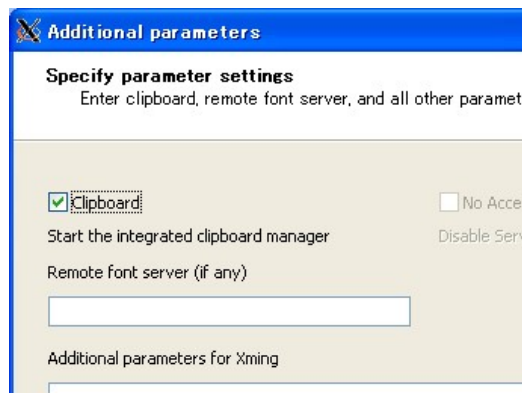 Additional parameters
Specify parameter settings
Enter clipboard, remote font server, and all other paramet
Clipboard
No Acce
Start the integrated clipboard manager
Disable Serv
Remote font server (if any)
Additional parameters for Xming